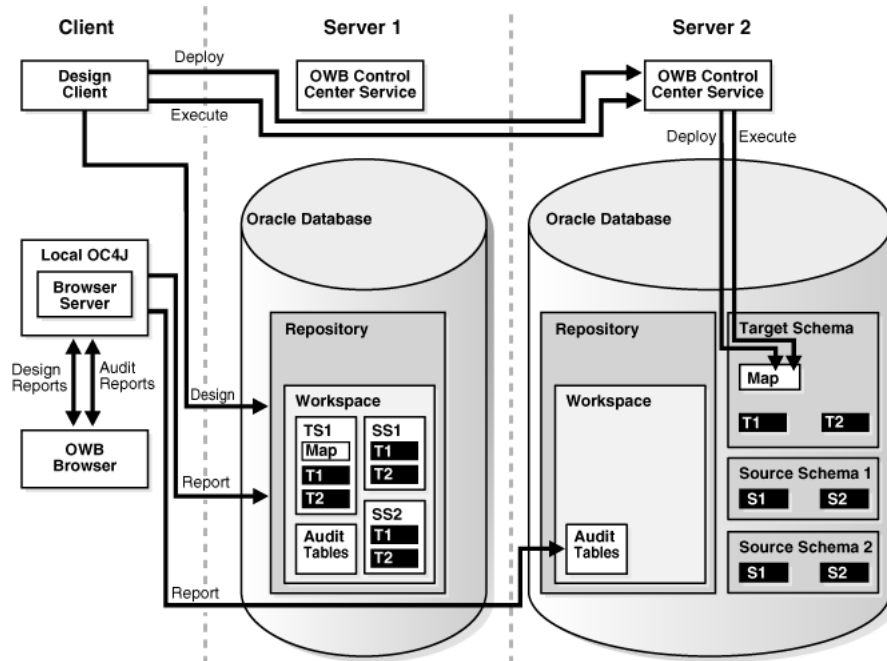 Client
Server 1
Server 2
Design
Client
Deploy
Execute
OWB Control
Center Service
OWB Control
Center Service
Deploy
Execute
Local OC4J
Browser
Server
Design
Reports
Audit
Reports
OWB
Browser
Design
Report
Report
Oracle Database
Repository
Workspace
TS1
Map
T1
T2
SS1
T1
T2
Audit
Tables
SS2
T1
T2
Oracle Database
Repository
Workspace
Audit
Tables
Target Schema
Map
T1
T2
Source Schema 1
S1
S2
Source Schema 2
S1
S2